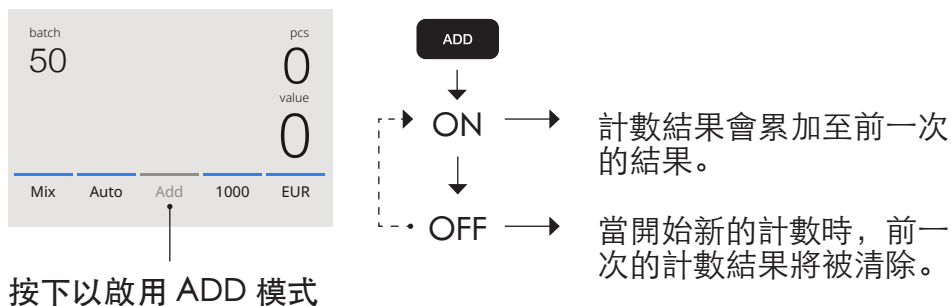 batch
50
pcs
0
value
0
Mix Auto Add 1000 EUR
按下以啟用 ADD 模式
ADD
ON
計數結果會累加至前一次
的結果。
OFF
當開始新的計數時，前一
次的計數結果將被清除。